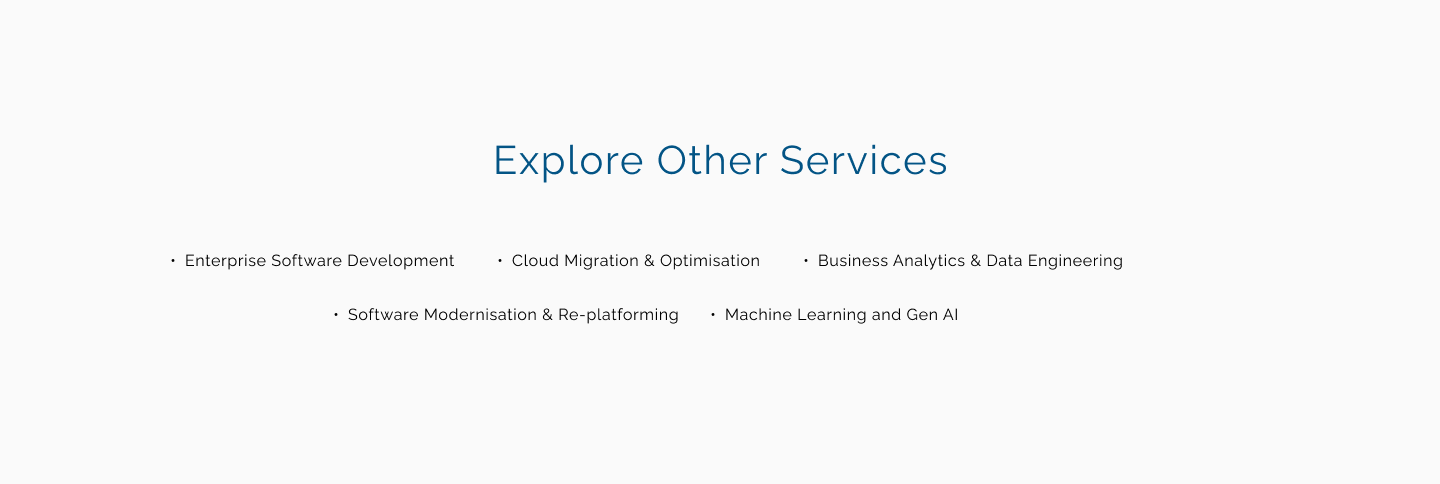 Explore Other Services
• Enterprise Software Development • Cloud Migration & Optimisation • Business Analytics & Data Engineering
• Software Modernisation & Re-platforming • Machine Learning and Gen AI